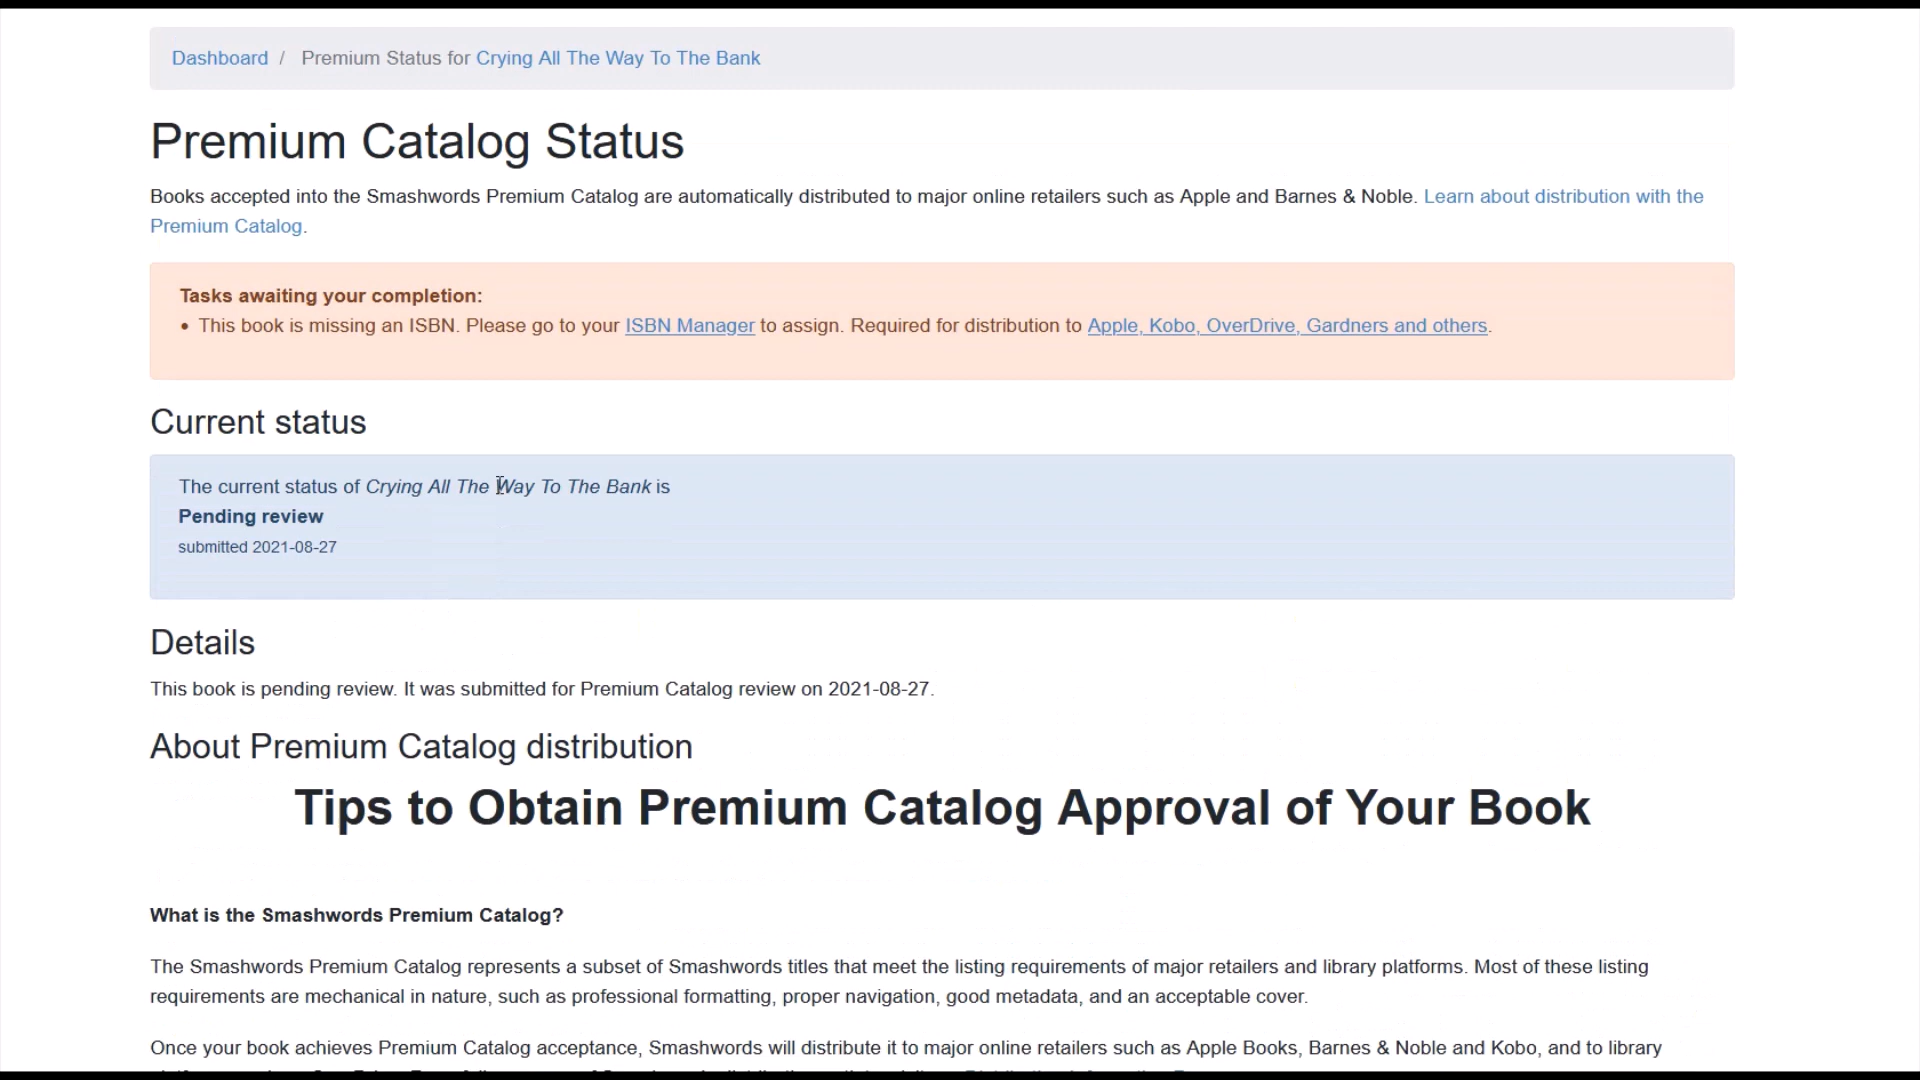 Dashboard / Premium Status for Crying All The Way To The Bank
Premium Catalog Status
Books accepted into the Smashwords Premium Catalog are automatically distributed to major online retailers such as Apple and Barnes & Noble. Learn about distribution with the
Premium Catalog.
Tasks awaiting your completion:
• This book is missing an ISBN. Please go to your ISBN Manager to assign. Required for distribution to Apple, Kobo, OverDrive, Gardners and others.
Current status
The current status of Crying All The Way To The Bank is
Pending review
submitted 2021-08-27
Details
This book is pending review. It was submitted for Premium Catalog review on 2021-08-27.
About Premium Catalog distribution
Tips to Obtain Premium Catalog Approval of Your Book
What is the Smashwords Premium Catalog?
The Smashwords Premium Catalog represents a subset of Smashwords titles that meet the listing requirements of major retailers and library platforms. Most of these listing
requirements are mechanical in nature, such as professional formatting, proper navigation, good metadata, and an acceptable cover.
Once your book achieves Premium Catalog acceptance, Smashwords will distribute it to major online retailers such as Apple Books, Barnes & Noble and Kobo, and to library